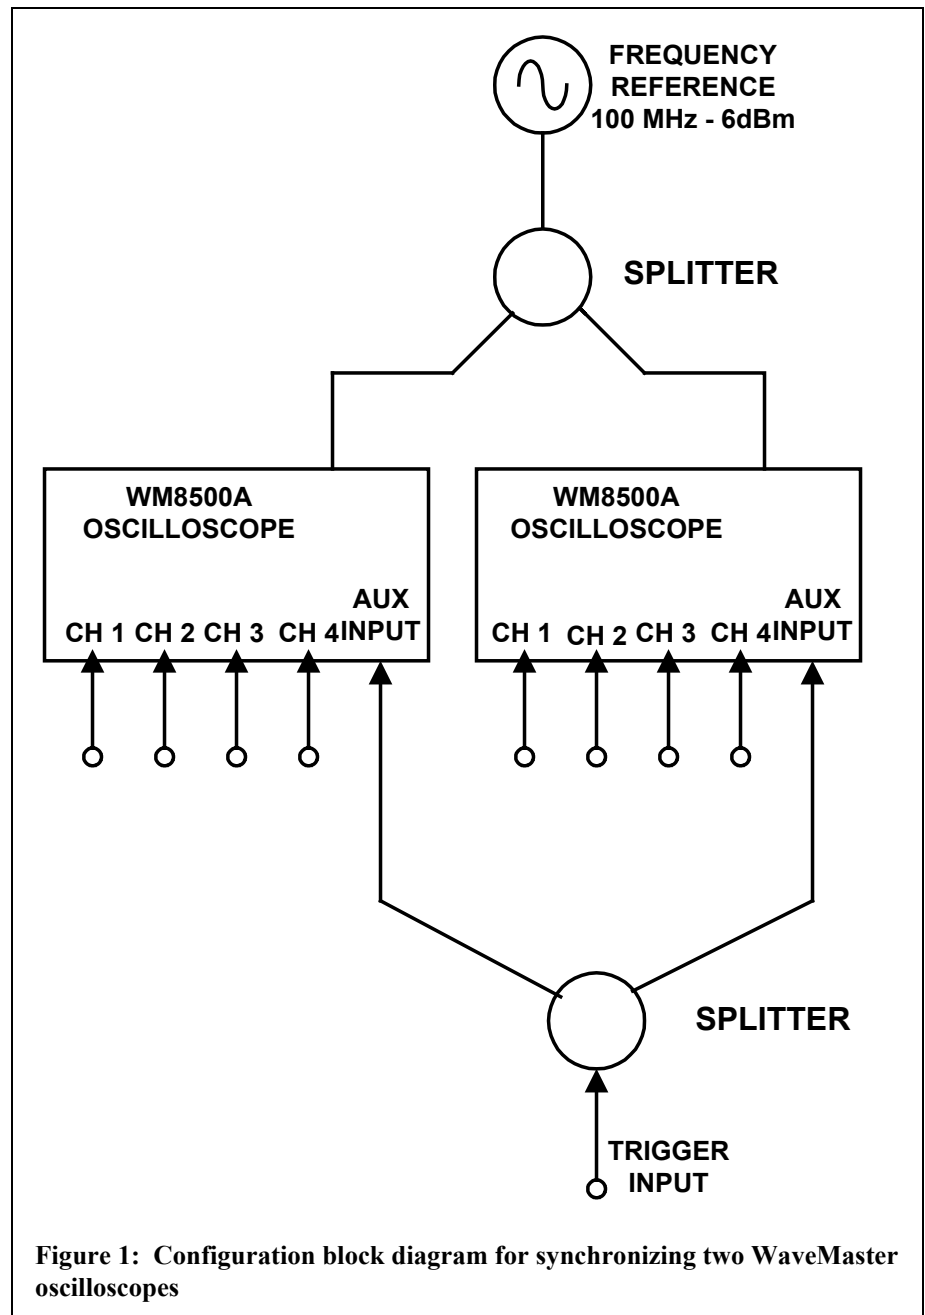 FREQUENCY
REFERENCE
100 MHz - 6dBm
SPLITTER
WM8500A
OSCILLOSCOPE
AUX
INPUT
CH 1 CH 2 CH 3 CH 4
WM8500A
OSCILLOSCOPE
AUX
INPUT
CH 1 CH 2 CH 3 CH 4
SPLITTER
TRIGGER
INPUT
Figure 1: Configuration block diagram for synchronizing two WaveMaster
oscilloscopes